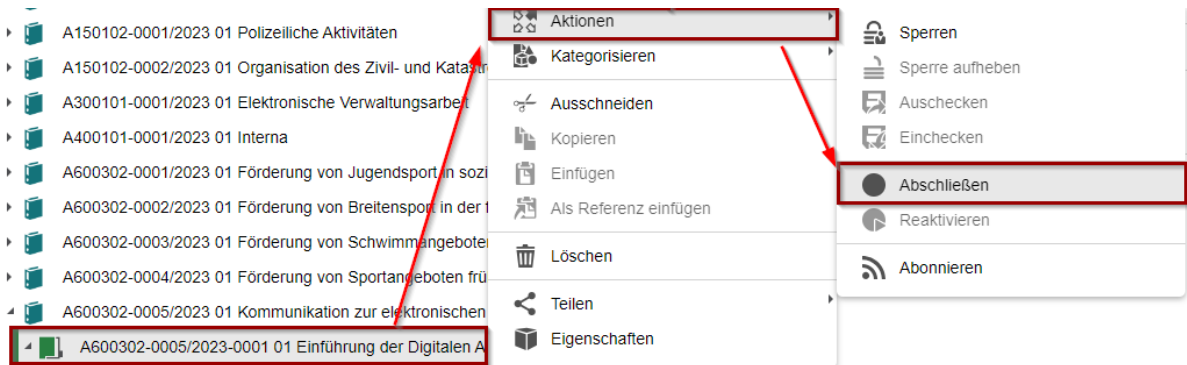 A150102-0001/2023 01 Polizeiliche Aktivitäten
A150102-0002/2023 01 Organisation des Zivil- und Katastr
A300101-0001/2023 01 Elektronische Verwaltungsarbeit
A400101-0001/2023 01 Interna
A600302-0001/2023 01 Förderung von Jugendsport in sozi
A600302-0002/2023 01 Förderung von Breitensport in der f
A600302-0003/2023 01 Förderung von Schwimmangeboten
A600302-0004/2023 01 Förderung von Sportangeboten frü
A600302-0005/2023 01 Kommunikation zur elektronischen
A600302-0005/2023-0001 01 Einführung der Digitalen A
Aktionen
Kategorisieren
Ausschneiden
Kopieren
Einfügen
Als Referenz einfügen
Löschen
Teilen
Eigenschaften
Sperren
Sperre aufheben
Auschecken
Einchecken
Abschließen
Reaktivieren
Abonnieren